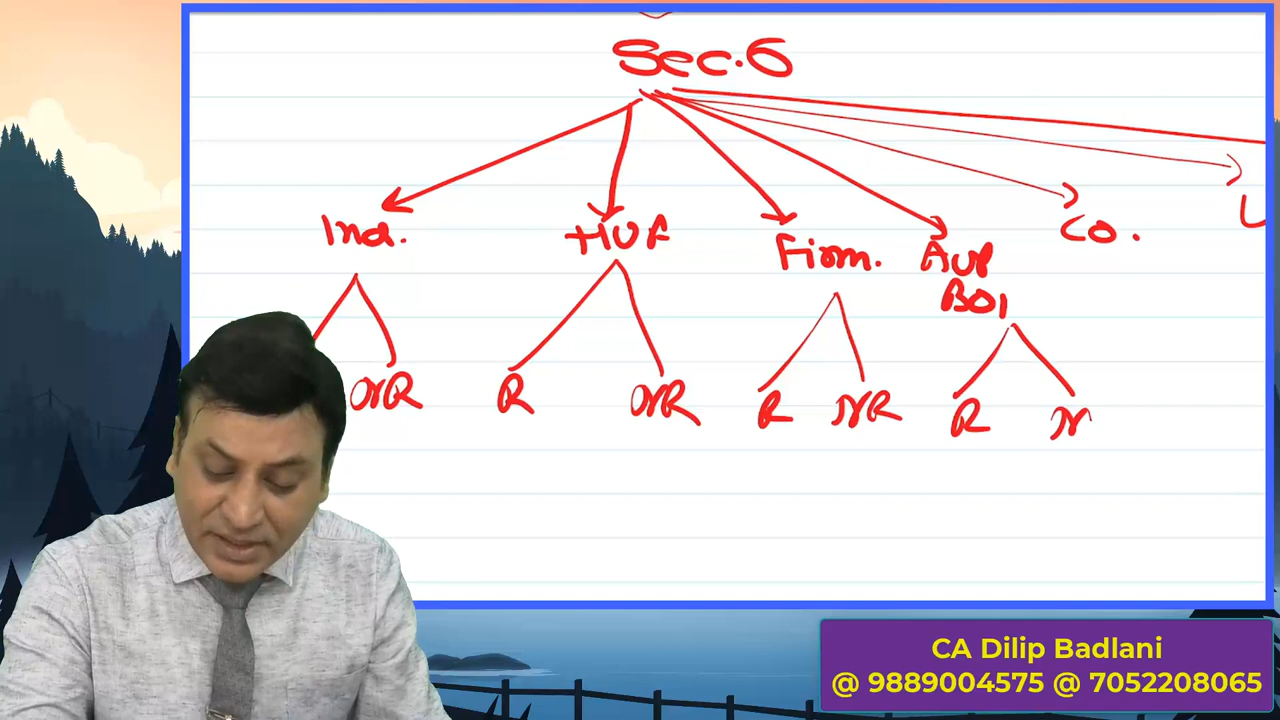 Sec.6
Ind. HUF Firm. AOP Co. L
BOI
NR R NR R NR R N
CA Dilip Badlani
@ 9889004575 @ 7052208065